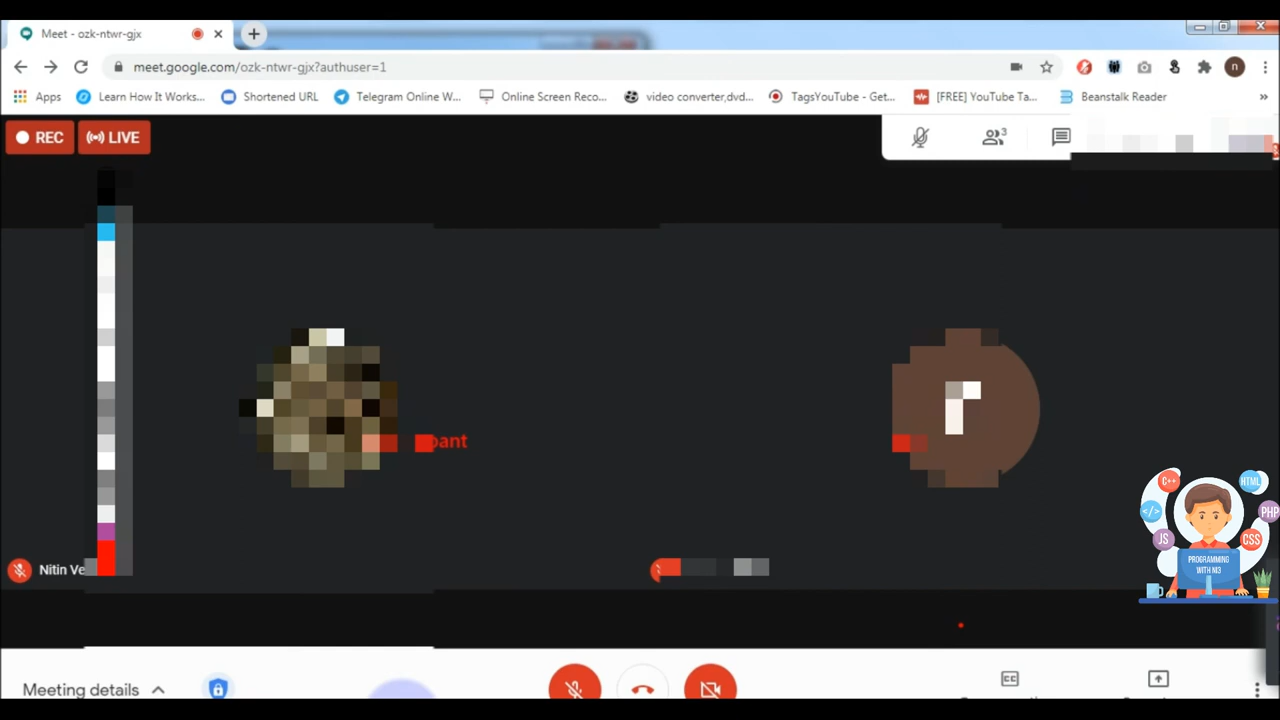 Meet - ozk-ntwr-gjx
meet.google.com/ozk-ntwr-gjx?authuser=1
n
Apps
Learn How It Works...
Shortened URL
Telegram Online W...
Online Screen Reco...
video converter,dvd...
TagsYouTube - Get...
[FREE] YouTube Ta...
Beanstalk Reader
»
REC
LIVE
3
Nitin Ve
C++
HTML
</>
PHP
JS
CSS
PROGRAMMING
WITH NI3
Meeting details
CC